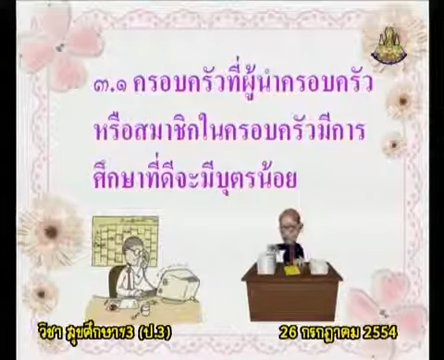 ๓.๑ ครอบครัวที่ผู้นำครอบครัว
หรือสมาชิกในครอบครัวมีการ
ศึกษาที่ดีจะมีบุตรน้อย
วิชา สุขศึกษาฯ3 (ป.3)
26 กรกฎาคม 2554